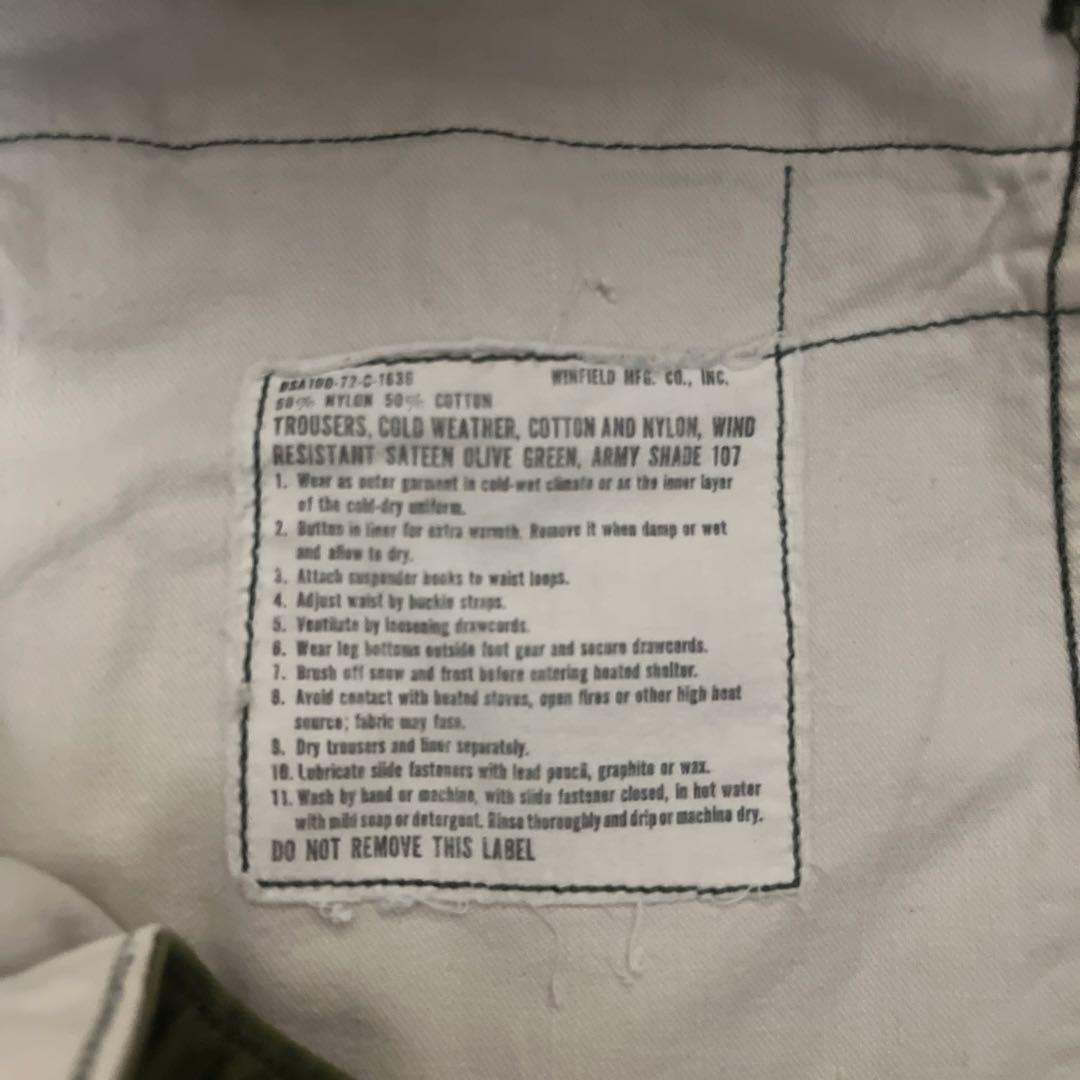 DSA100-72-C-1636 WINFIELD MFG. CO., INC.
50% NYLON 50% COTTON
TROUSERS, COLD WEATHER, COTTON AND NYLON, WIND
RESISTANT SATEEN OLIVE GREEN, ARMY SHADE 107
1. Wear as outer garment in cold-wet climate or as the inner layer
of the cold-dry uniform.
2. Button in liner for extra warmth. Remove it when damp or wet
and allow to dry.
3. Attach suspender hooks to waist loops.
4. Adjust waist by buckle straps.
5. Ventilate by loosening drawcords.
6. Wear leg bottoms outside foot gear and secure drawcords.
7. Brush off snow and frost before entering heated shelter.
8. Avoid contact with heated stoves, open fires or other high heat
source; fabric may fuse.
9. Dry trousers and liner separately.
10. Lubricate slide fasteners with lead pencil, graphite or wax.
11. Wash by hand or machine, with slide fastener closed, in hot water
with mild soap or detergent. Rinse thoroughly and drip or machine dry.
DO NOT REMOVE THIS LABEL